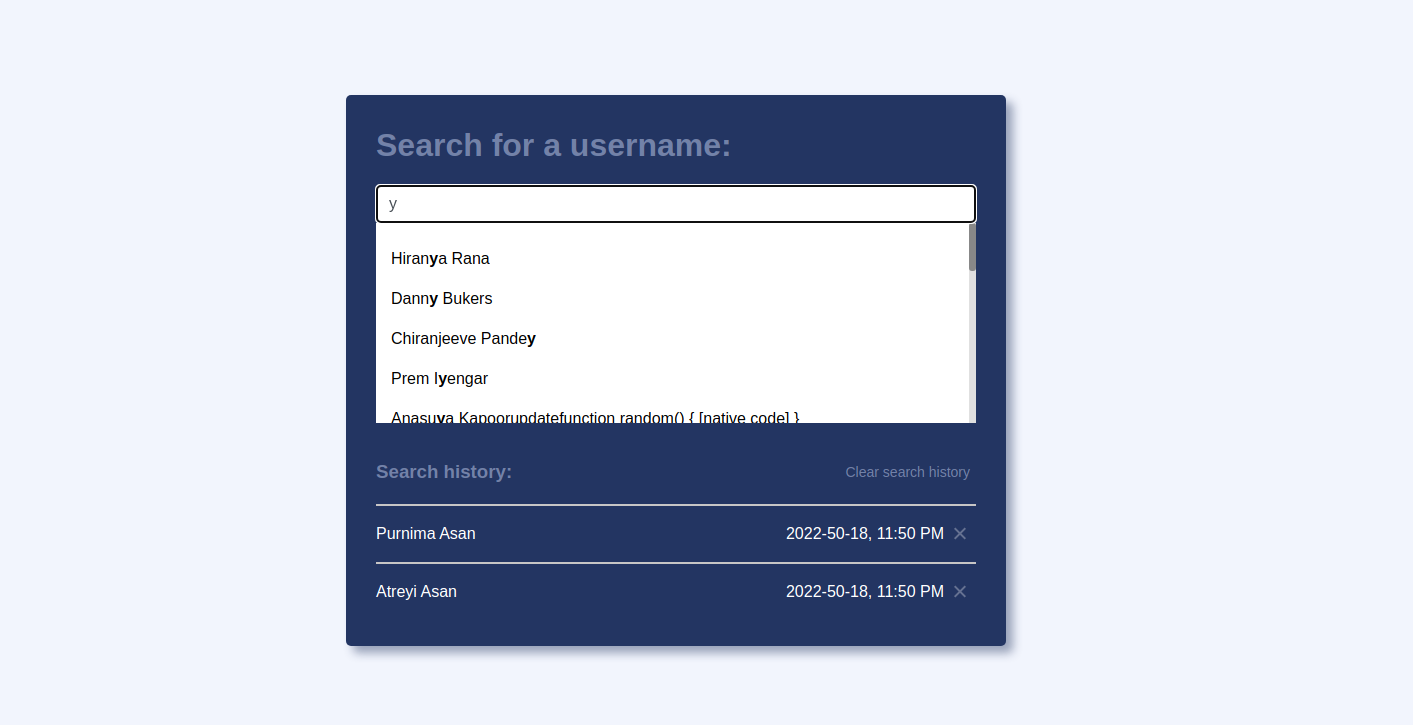 Search for a username:
y
Hiranya Rana
Danny Bukers
Chiranjeeve Pandey
Prem Iyengar
Anasuya Kapoorupdatefunction random() { [native code] }
Search history: Clear search history
Purnima Asan 2022-50-18, 11:50 PM ×
Atreyi Asan 2022-50-18, 11:50 PM ×